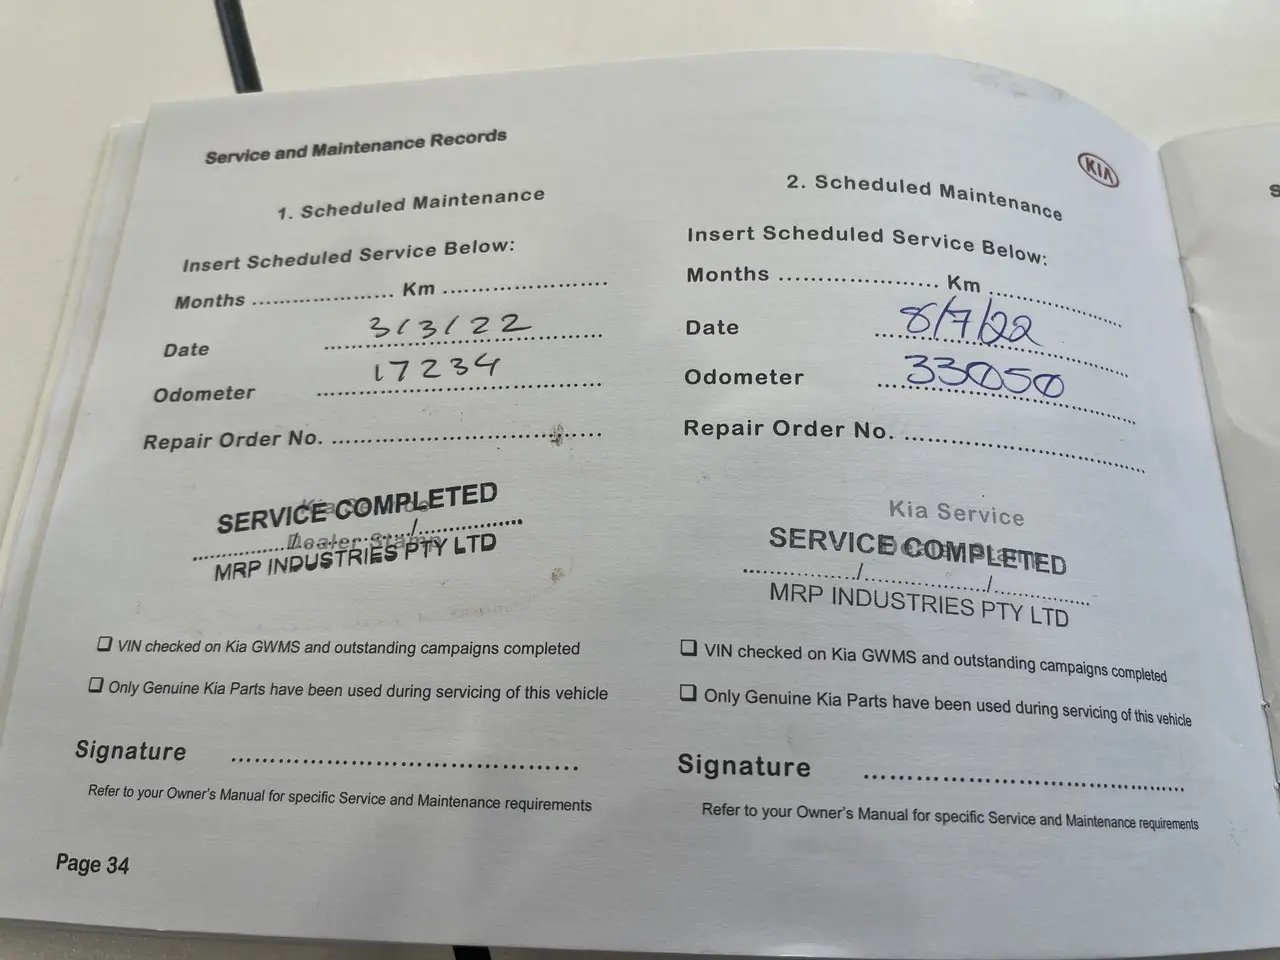 Service and Maintenance Records
KIA
1. Scheduled Maintenance
Insert Scheduled Service Below:
Months ...................... Km .........................
Date 3/3/22
Odometer 17234
Repair Order No. ..........................................
Kia Service
SERVICE COMPLETED
Dealer Stamp
MRP INDUSTRIES PTY LTD
❑ VIN checked on Kia GWMS and outstanding campaigns completed
❑ Only Genuine Kia Parts have been used during servicing of this vehicle
Signature ......................................
Refer to your Owner's Manual for specific Service and Maintenance requirements
Page 34
2. Scheduled Maintenance
Insert Scheduled Service Below:
Months ......................... Km .....................
Date 8/7/22
Odometer 33050
Repair Order No. .....................................
Kia Service
SERVICE COMPLETED
MRP INDUSTRIES PTY LTD
❑ VIN checked on Kia GWMS and outstanding campaigns completed
❑ Only Genuine Kia Parts have been used during servicing of this vehicle
Signature ......................................
Refer to your Owner's Manual for specific Service and Maintenance requirements
S